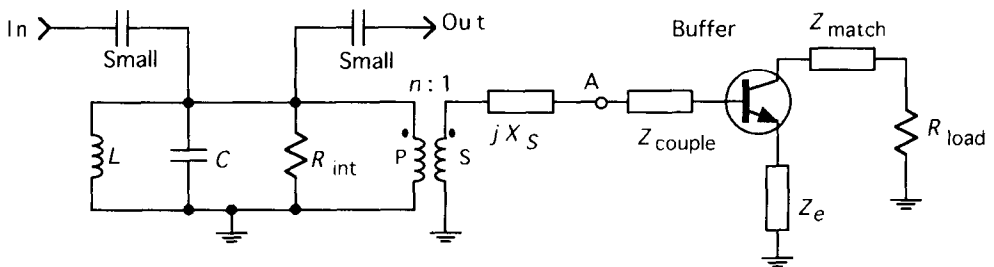 In
Small
Out
Small
Buffer
Z match
n : 1
A
j X S
Z couple
R load
L
C
R int
P
S
Z e